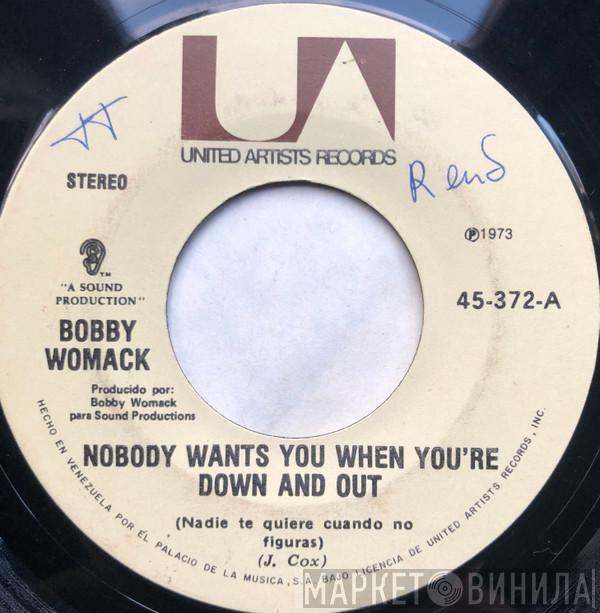 UA
UNITED ARTISTS RECORDS
STEREO
℗1973
"A SOUND
PRODUCTION"
TM
45-372-A
BOBBY
WOMACK
Producido por:
Bobby Womack
para Sound Productions
NOBODY WANTS YOU WHEN YOU'RE
DOWN AND OUT
(Nadie te quiere cuando no
figuras)
(J. Cox)
HECHO EN VENEZUELA POR EL PALACIO DE LA MUSICA, S.A. BAJO LICENCIA DE UNITED ARTISTS RECORDS, INC.
МАРКЕТ ВИНИЛА